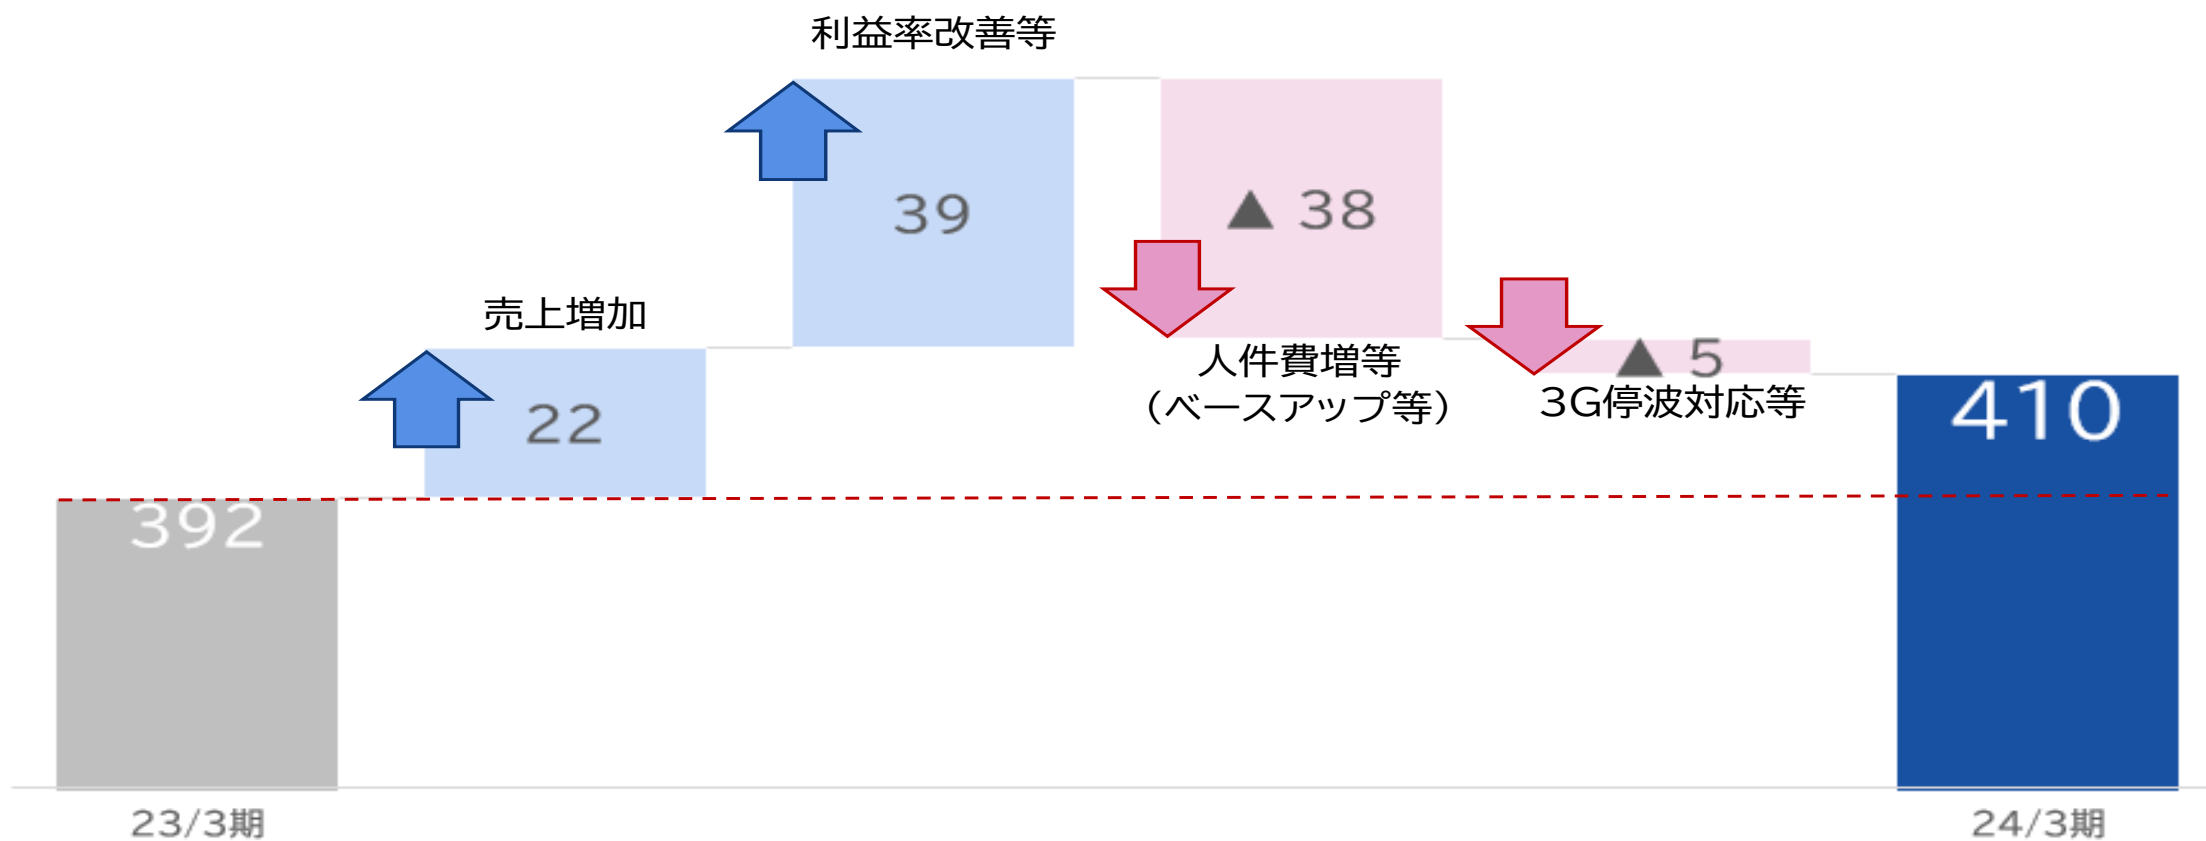 利益率改善等
39
▲ 38
売上増加
22
人件費増等
（ベースアップ等）
▲ 5
3G停波対応等
410
392
23/3期
24/3期